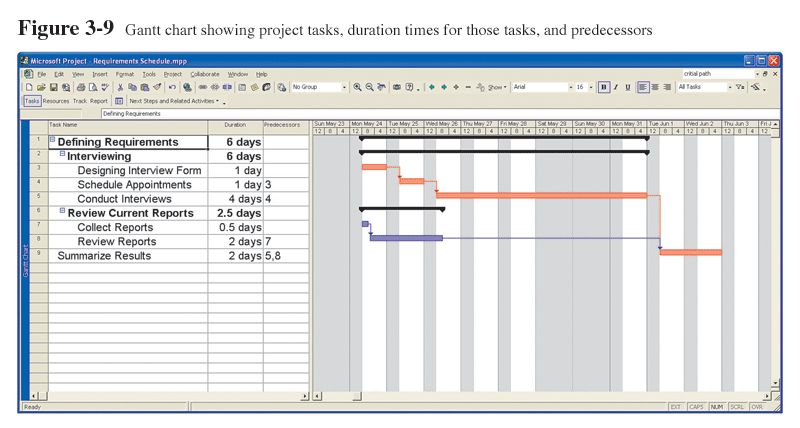 Figure 3-9 Gantt chart showing project tasks, duration times for those tasks, and predecessors
Microsoft Project - Requirements Schedule.mpp
File Edit View Insert Format Tools Project Collaborate Window Help critial path
No Group Show Arial 16 B I U All Tasks
Tasks Resources Track Report Next Steps and Related Activities
Defining Requirements
Task Name Duration Predecessors Sun May 23 Mon May 24 Tue May 25 Wed May 26 Thu May 27 Fri May 28 Sat May 29 Sun May 30 Mon May 31 Tue Jun 1 Wed Jun 2 Thu Jun 3 Fri J
12 8 4 12 8 4 12 8 4 12 8 4 12 8 4 12 8 4 12 8 4 12 8 4 12 8 4 12 8 4 12 8 4 12 8 4 12
1 Defining Requirements 6 days
2 Interviewing 6 days
3 Designing Interview Form 1 day
4 Schedule Appointments 1 day 3
5 Conduct Interviews 4 days 4
6 Review Current Reports 2.5 days
7 Collect Reports 0.5 days
8 Review Reports 2 days 7
9 Summarize Results 2 days 5,8
Gantt Chart
Ready EXT CAPS NUM SCRL OVR